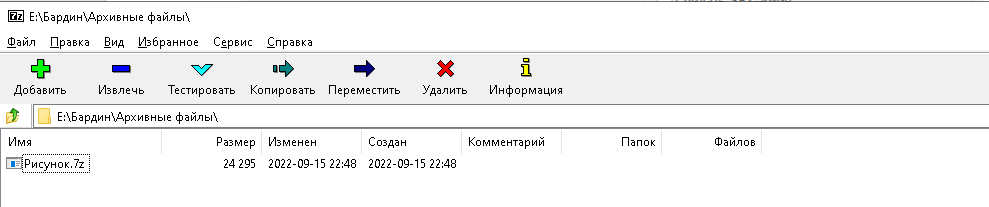 7z E:\Бардин\Архивные файлы\
Файл Правка Вид Избранное Сервис Справка
Добавить Извлечь Тестировать Копировать Переместить Удалить Информация
E:\Бардин\Архивные файлы\
Имя Размер Изменен Создан Комментарий Папок Файлов
Рисунок.7z 24 295 2022-09-15 22:48 2022-09-15 22:48